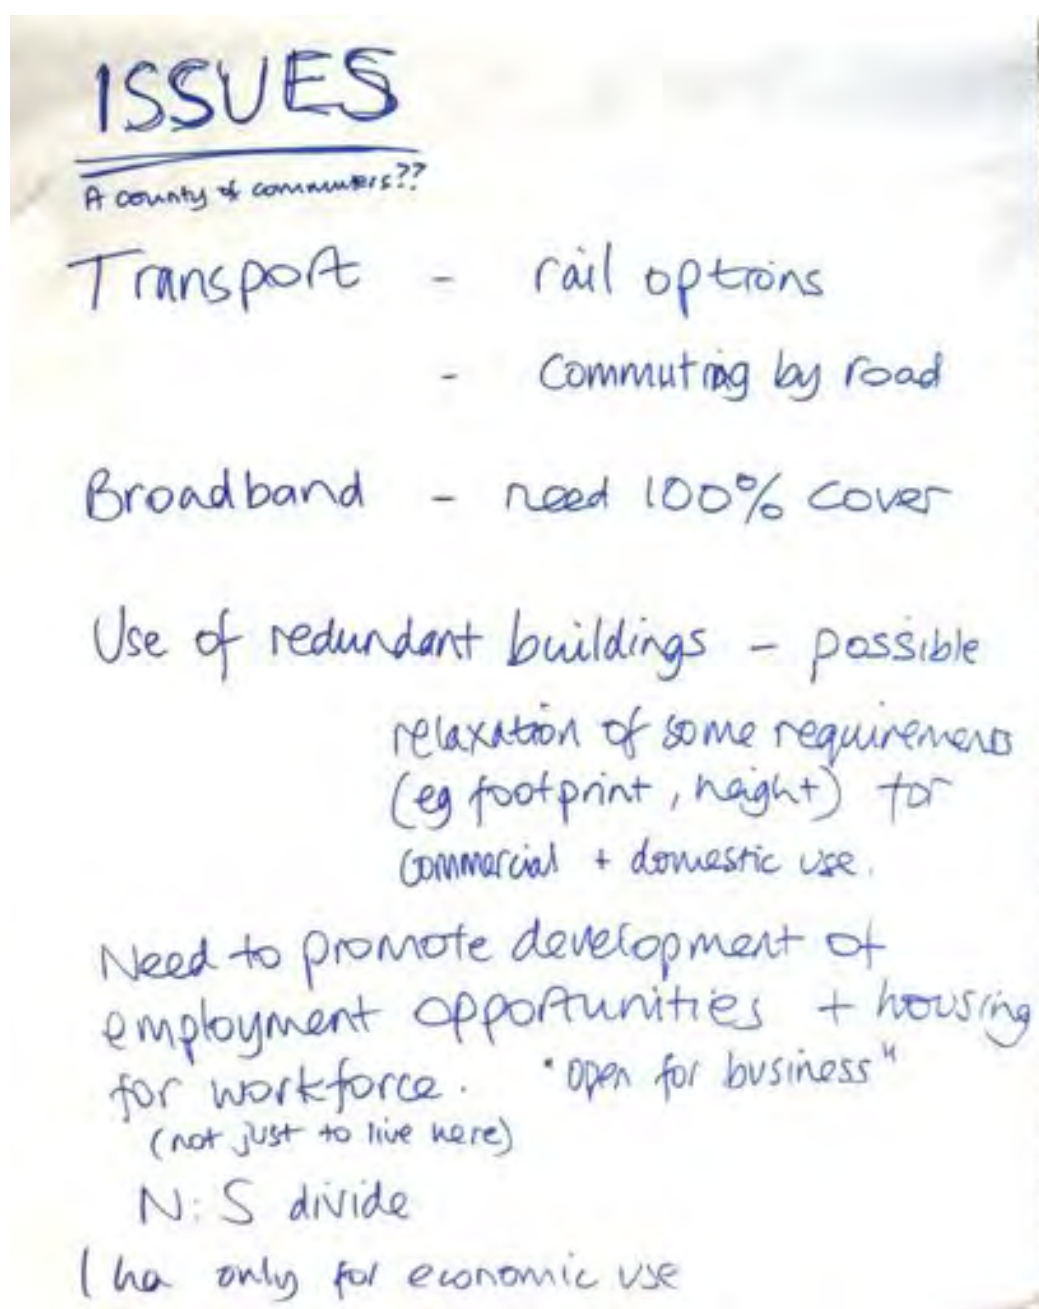 ISSUES
A county of commuters??
Transport - rail options
- Commuting by road
Broadband - need 100% cover
Use of redundant buildings - possible
relaxation of some requirements
(eg footprint, height) for
commercial + domestic use.
Need to promote development of
employment opportunities + housing
for workforce. "open for business"
(not just to live here)
N:S divide
1 ha only for economic use